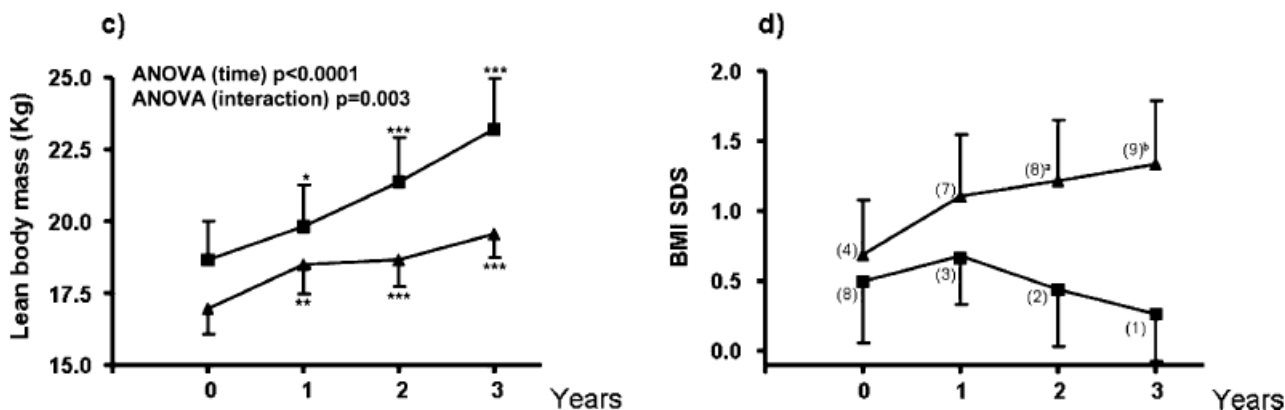 c)
ANOVA (time) p<0.0001
ANOVA (interaction) p=0.003
Lean body mass (Kg)
25.0
22.5
20.0
17.5
15.0
*
***
***
**
***
***
0 1 2 3 Years
d)
BMI SDS
2.0
1.5
1.0
0.5
0.0
(4)
(7)
(8)ª
(9)ᵇ
(8)
(3)
(2)
(1)
0 1 2 3 Years